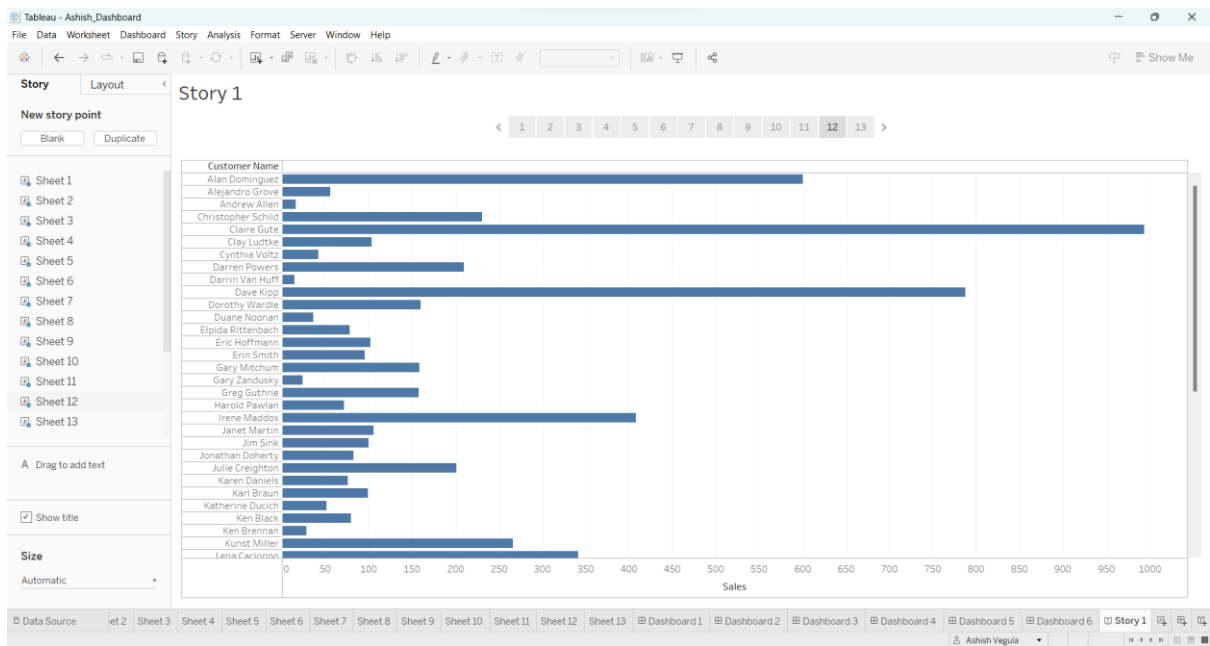 Tableau - Ashish_Dashboard
File Data Worksheet Dashboard Story Analysis Format Server Window Help
Show Me
Story Layout
Story 1
New story point
Blank Duplicate
1 2 3 4 5 6 7 8 9 10 11 12 13
Sheet 1
Sheet 2
Sheet 3
Sheet 4
Sheet 5
Sheet 6
Sheet 7
Sheet 8
Sheet 9
Sheet 10
Sheet 11
Sheet 12
Sheet 13
A Drag to add text
Show title
Size
Automatic
Customer Name
Alan Dominguez
Alejandro Grove
Andrew Allen
Christopher Schild
Claire Gute
Clay Ludtke
Cynthia Voltz
Darren Powers
Darrin Van Huff
Dave Kipp
Dorothy Wardle
Duane Noonan
Elpida Rittenbach
Eric Hoffmann
Erin Smith
Gary Mitchum
Gary Zandusky
Greg Guthrie
Harold Pawlan
Irene Maddox
Janet Martin
Jim Sink
Jonathan Doherty
Julie Creighton
Karen Daniels
Karl Braun
Katherine Ducich
Ken Black
Ken Brennan
Kunst Miller
Lena Cacioppo
0 50 100 150 200 250 300 350 400 450 500 550 600 650 700 750 800 850 900 950 1000
Sales
Data Source et 2 Sheet 3 Sheet 4 Sheet 5 Sheet 6 Sheet 7 Sheet 8 Sheet 9 Sheet 10 Sheet 11 Sheet 12 Sheet 13 Dashboard 1 Dashboard 2 Dashboard 3 Dashboard 4 Dashboard 5 Dashboard 6 Story 1
Ashish Vegula